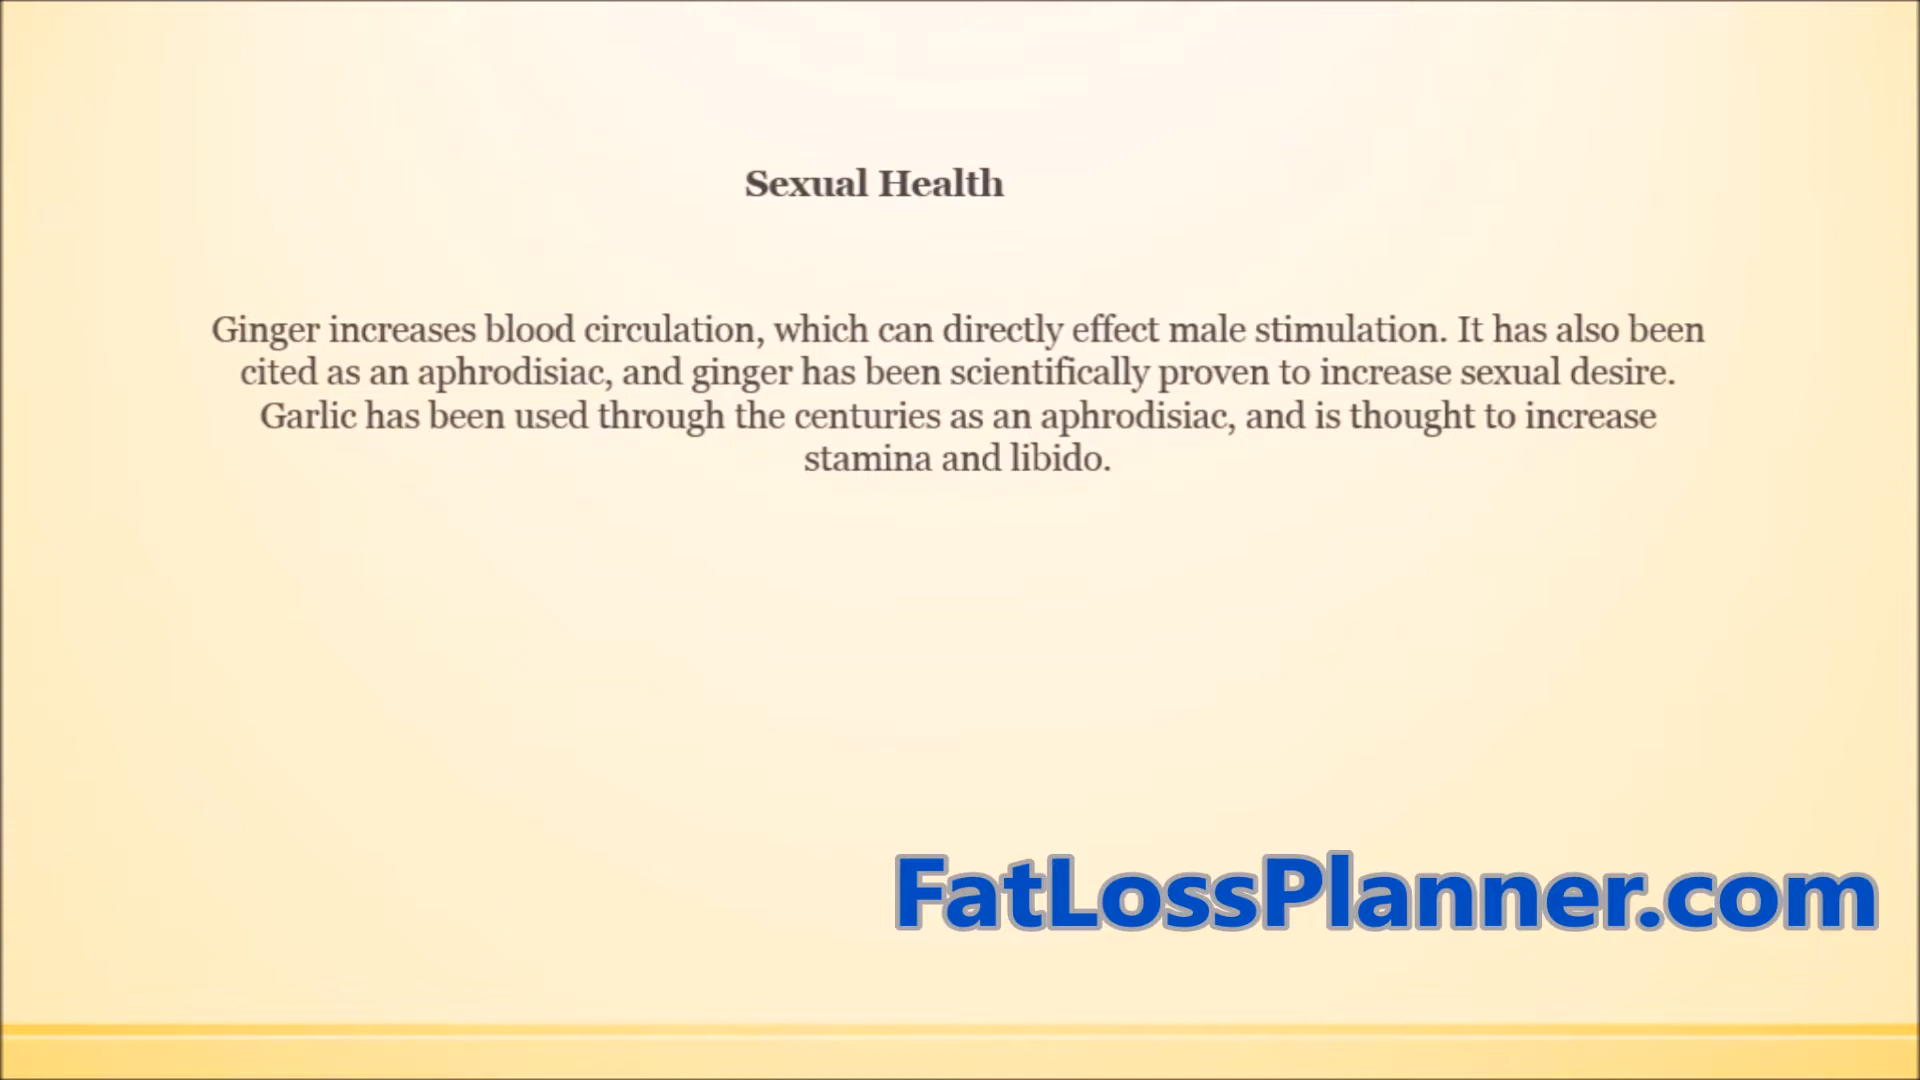 Sexual Health
Ginger increases blood circulation, which can directly effect male stimulation. It has also been
cited as an aphrodisiac, and ginger has been scientifically proven to increase sexual desire.
Garlic has been used through the centuries as an aphrodisiac, and is thought to increase
stamina and libido.
FatLossPlanner.com